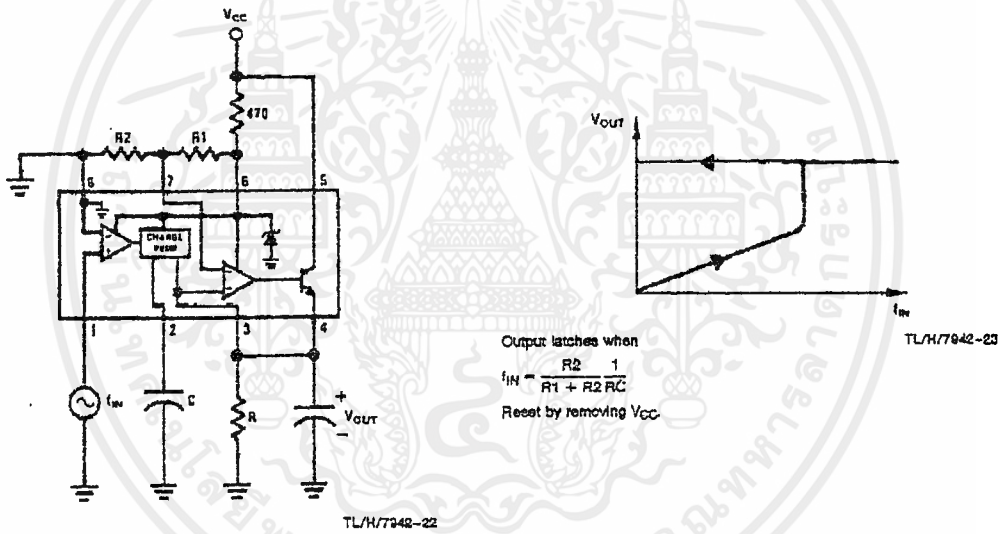 VCC
470
R2
R1
8
7
6
5
CHARGE
PUMP
1
2
3
4
fIN
C
R
+
VOUT
−
TL/H/7942-22
VOUT
fIN
TL/H/7942-23
Output latches when
fIN = R2 / (R1 + R2) 1 / RC
Reset by removing VCC.